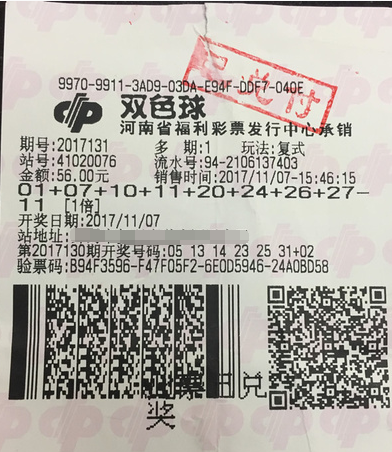 9970-9911-3AD9-03DA-E94F-DDF7-040E
已兑付
双色球
河南省福利彩票发行中心承销
期号:2017131 多期:1 玩法:复式
站号:41020076 流水号:94-2106137403
金额:56.00元 销售时间:2017/11/07-15:46:15
01+07+10+11+20+24+26+27-
11 [1倍]
开奖日期:2017/11/07
站地址:
第2017130期开奖号码:05 13 14 23 25 31+02
验票码:B94F3596-F47F05F2-6E0D5946-24A0BD58
兑
奖